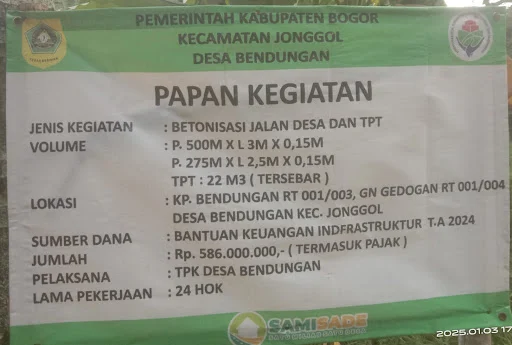 PEMERINTAH KABUPATEN BOGOR
KECAMATAN JONGGOL
DESA BENDUNGAN
PAPAN KEGIATAN
JENIS KEGIATAN : BETONISASI JALAN DESA DAN TPT
VOLUME : P. 500M X L 3M X 0,15M
P. 275M X L 2,5M X 0,15M
TPT : 22 M3 ( TERSEBAR )
LOKASI : KP. BENDUNGAN RT 001/003, GN GEDOGAN RT 001/004
DESA BENDUNGAN KEC. JONGGOL
SUMBER DANA : BANTUAN KEUANGAN INDFRASTRUKTUR T.A 2024
JUMLAH : Rp. 586.000.000,- ( TERMASUK PAJAK )
PELAKSANA : TPK DESA BENDUNGAN
LAMA PEKERJAAN : 24 HOK
SAMISADE
2025.01.03 17